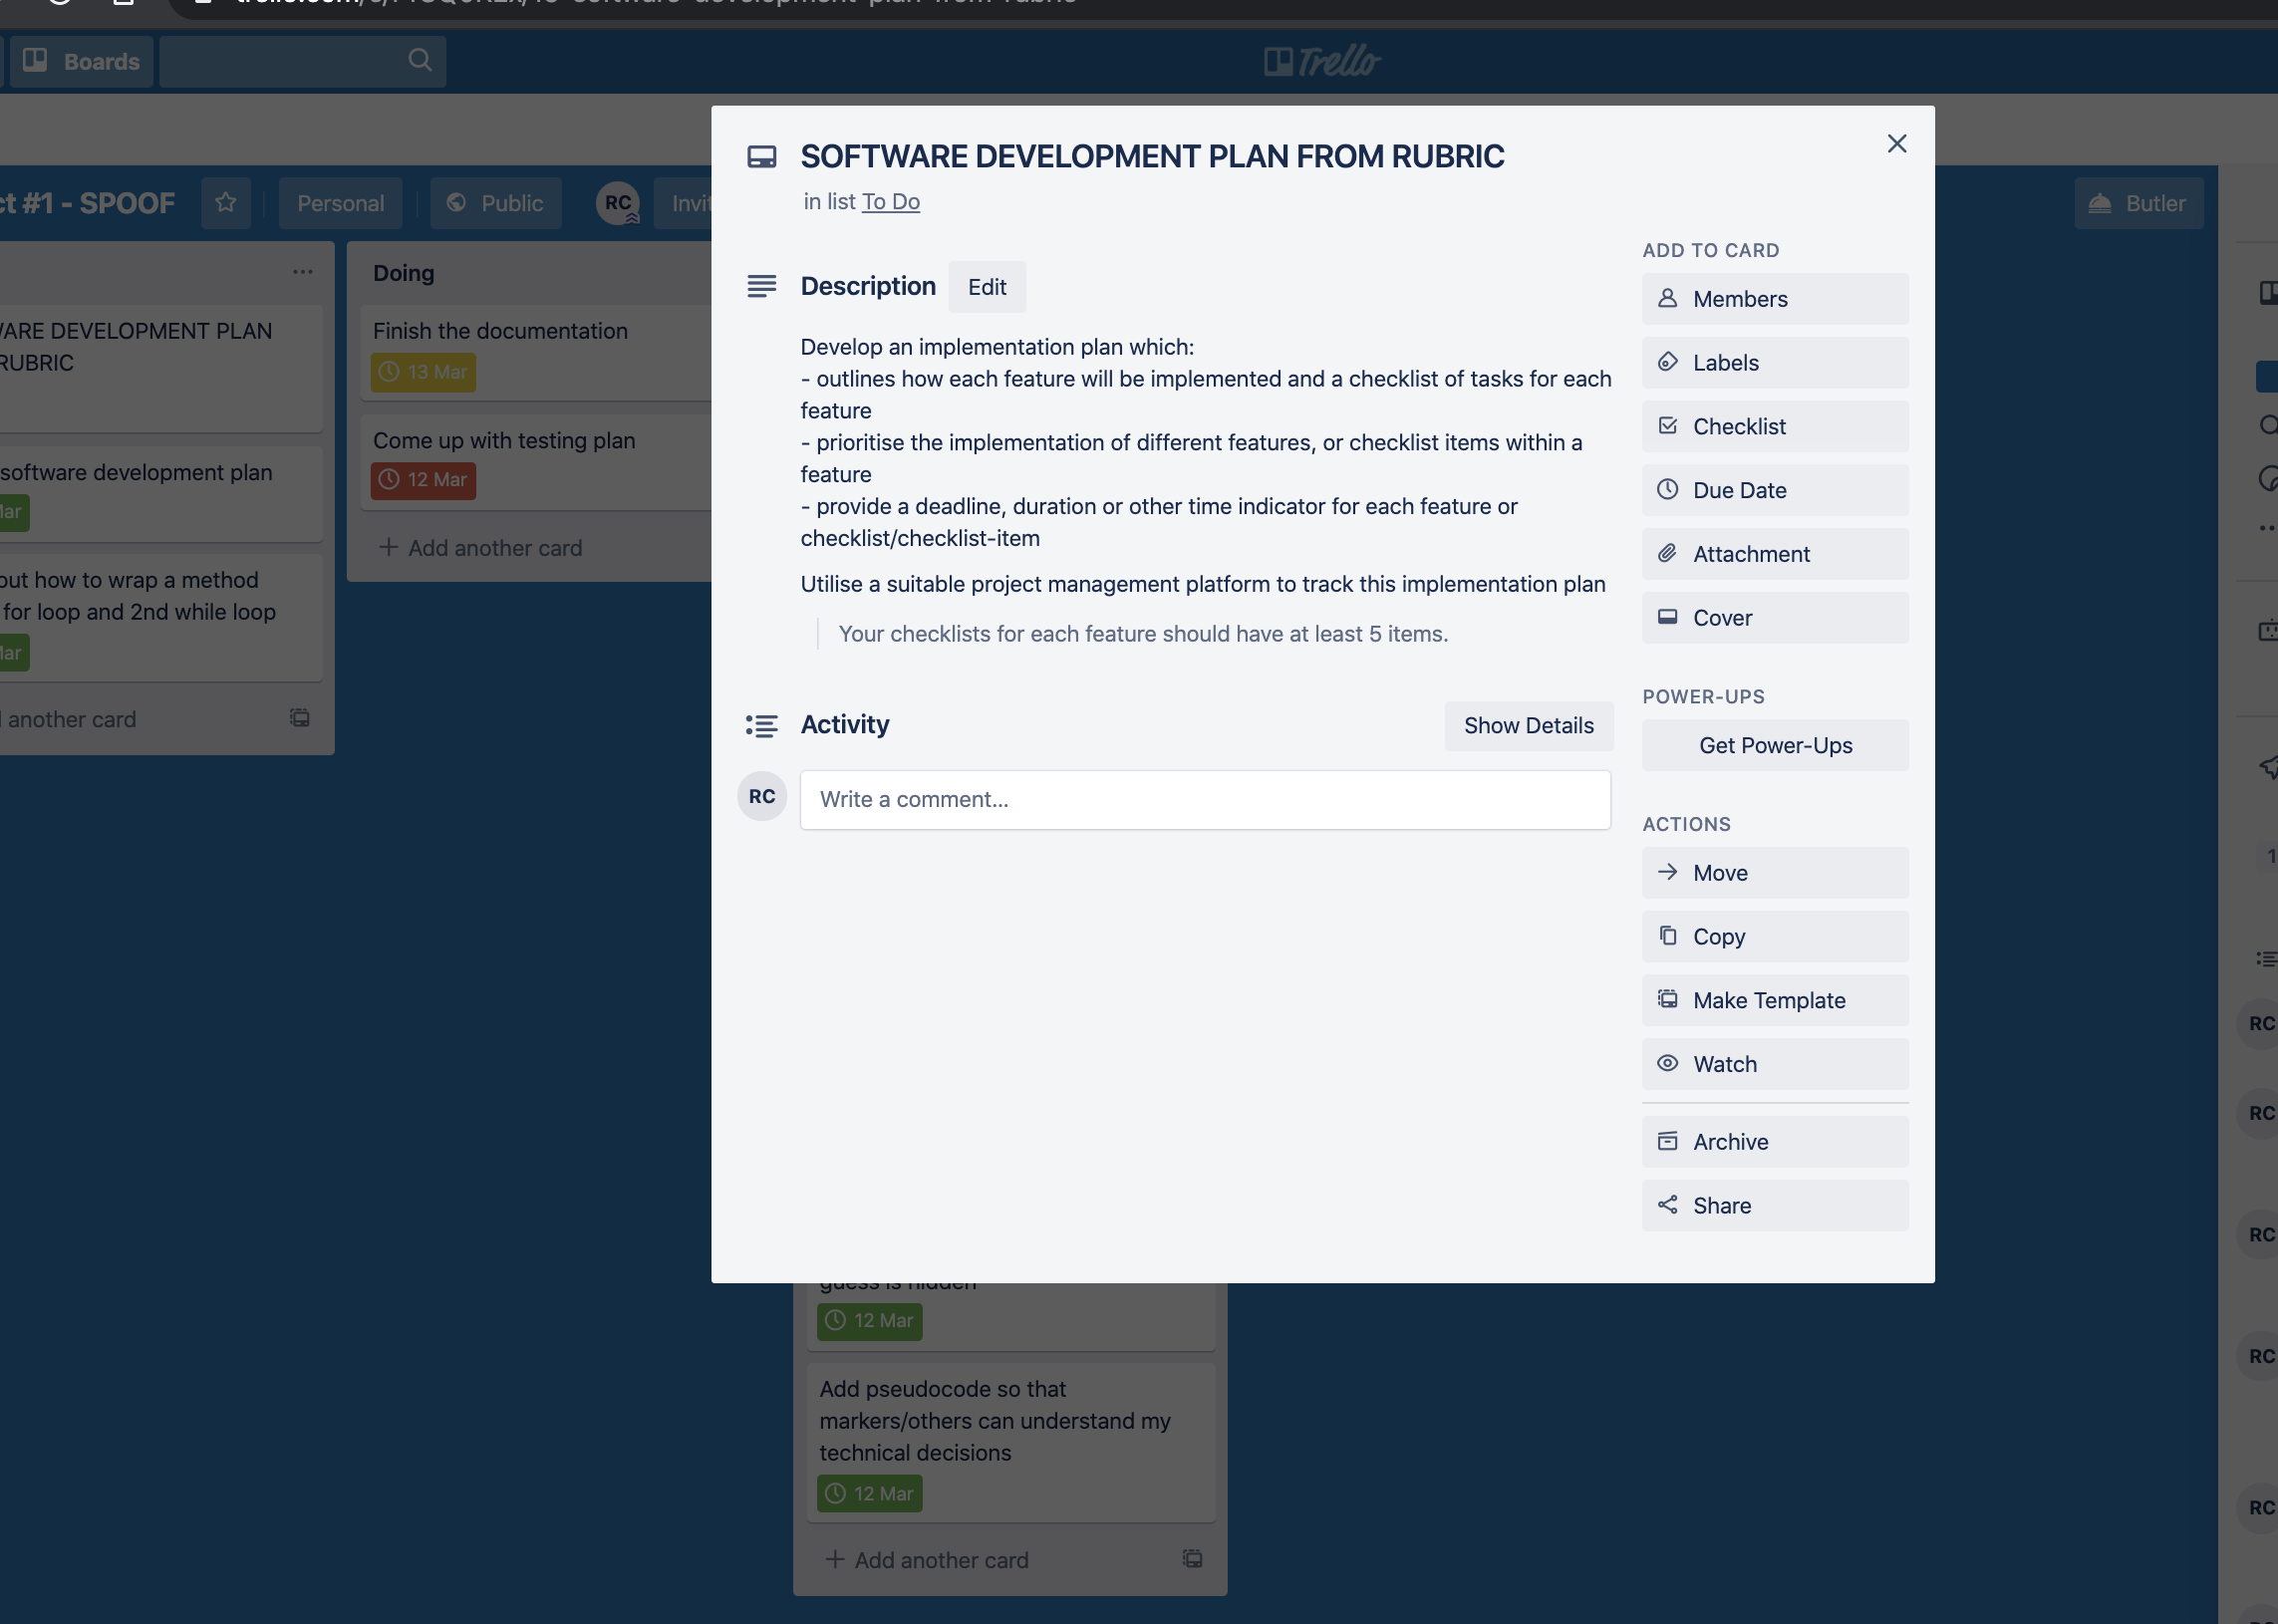 Boards
Trello
ct #1 - SPOOF
Personal
Public
RC
Butler
DEVELOPMENT PLAN
RUBRIC
software development plan
out how to wrap a method
for loop and 2nd while loop
another card
Doing
Finish the documentation
13 Mar
Come up with testing plan
12 Mar
Add another card
SOFTWARE DEVELOPMENT PLAN FROM RUBRIC
in list To Do
Description
Edit
Develop an implementation plan which:
- outlines how each feature will be implemented and a checklist of tasks for each
feature
- prioritise the implementation of different features, or checklist items within a
feature
- provide a deadline, duration or other time indicator for each feature or
checklist/checklist-item
Utilise a suitable project management platform to track this implementation plan
Your checklists for each feature should have at least 5 items.
Activity
Show Details
RC
Write a comment...
ADD TO CARD
Members
Labels
Checklist
Due Date
Attachment
Cover
POWER-UPS
Get Power-Ups
ACTIONS
Move
Copy
Make Template
Watch
Archive
Share
guess is hidden
12 Mar
Add pseudocode so that
markers/others can understand my
technical decisions
12 Mar
Add another card
RC
RC
RC
RC
RC